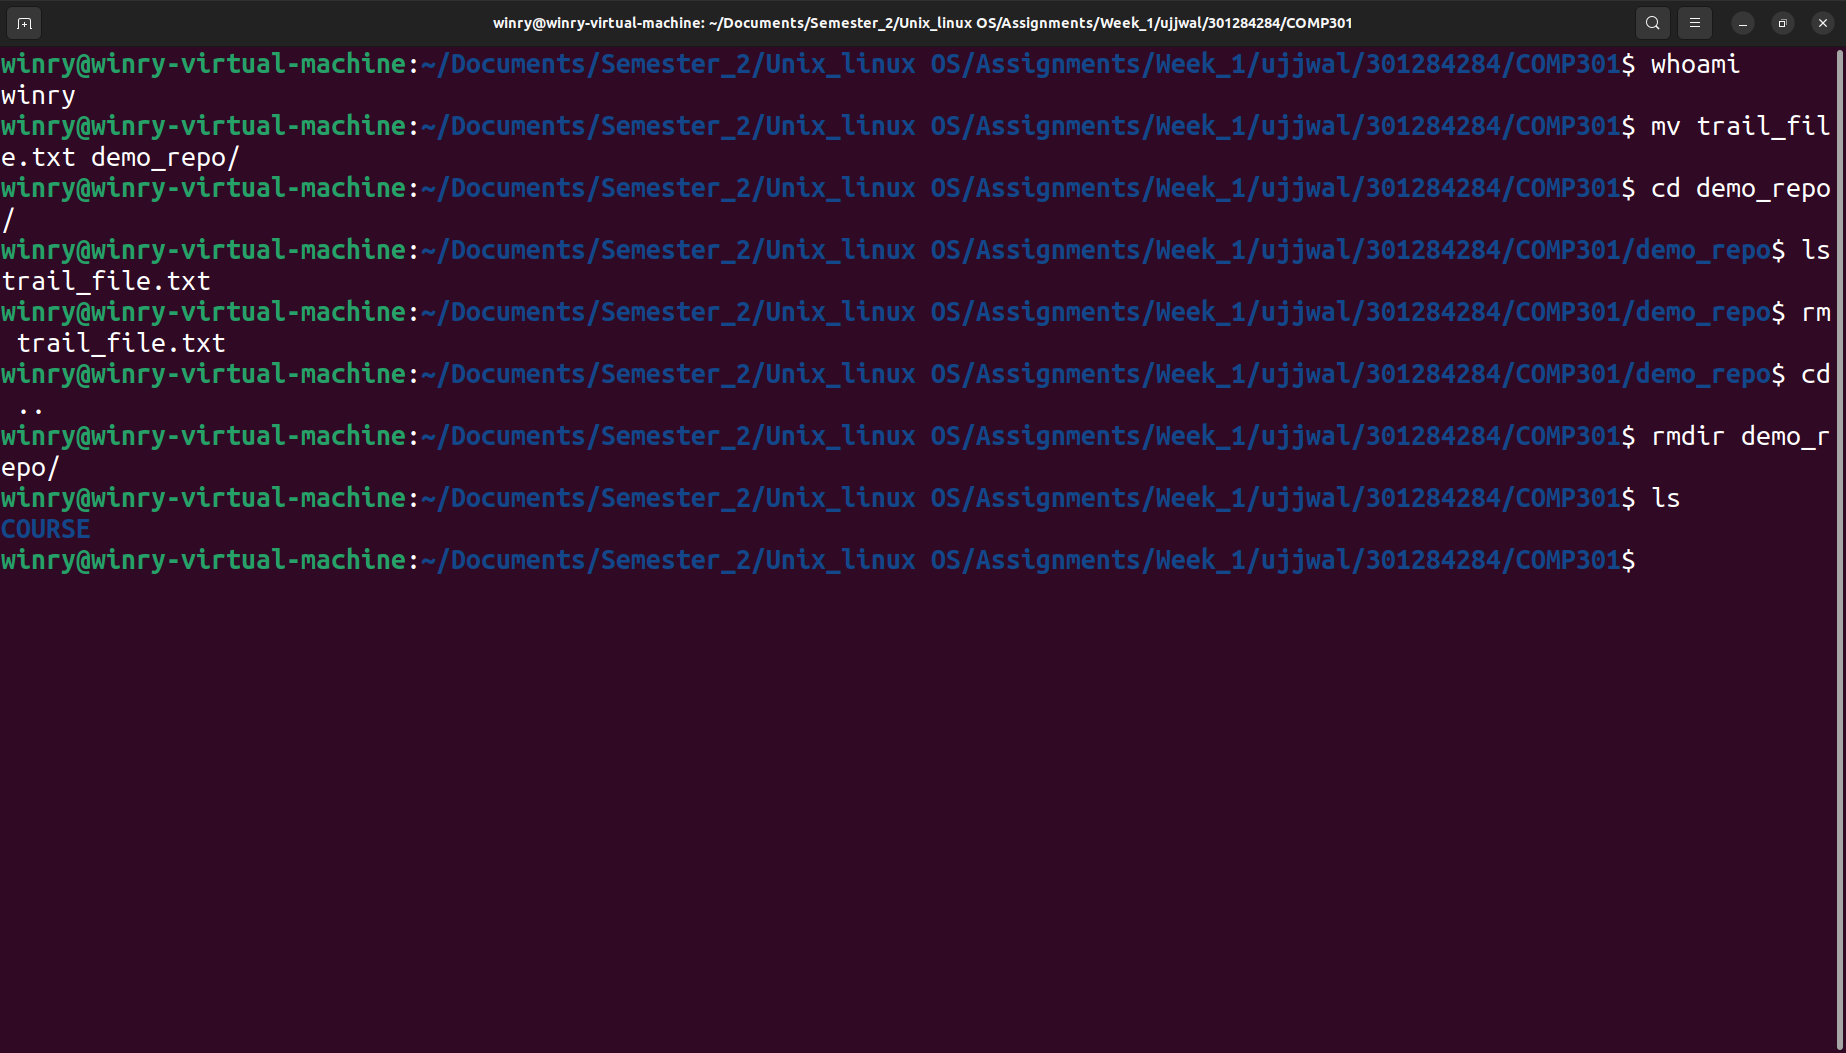 winry@winry-virtual-machine: ~/Documents/Semester_2/Unix_linux OS/Assignments/Week_1/ujjwal/301284284/COMP301
winry@winry-virtual-machine:~/Documents/Semester_2/Unix_linux OS/Assignments/Week_1/ujjwal/301284284/COMP301$ whoami
winry
winry@winry-virtual-machine:~/Documents/Semester_2/Unix_linux OS/Assignments/Week_1/ujjwal/301284284/COMP301$ mv trail_fil
e.txt demo_repo/
winry@winry-virtual-machine:~/Documents/Semester_2/Unix_linux OS/Assignments/Week_1/ujjwal/301284284/COMP301$ cd demo_repo
/
winry@winry-virtual-machine:~/Documents/Semester_2/Unix_linux OS/Assignments/Week_1/ujjwal/301284284/COMP301/demo_repo$ ls
trail_file.txt
winry@winry-virtual-machine:~/Documents/Semester_2/Unix_linux OS/Assignments/Week_1/ujjwal/301284284/COMP301/demo_repo$ rm
 trail_file.txt
winry@winry-virtual-machine:~/Documents/Semester_2/Unix_linux OS/Assignments/Week_1/ujjwal/301284284/COMP301/demo_repo$ cd
 ..
winry@winry-virtual-machine:~/Documents/Semester_2/Unix_linux OS/Assignments/Week_1/ujjwal/301284284/COMP301$ rmdir demo_r
epo/
winry@winry-virtual-machine:~/Documents/Semester_2/Unix_linux OS/Assignments/Week_1/ujjwal/301284284/COMP301$ ls
COURSE
winry@winry-virtual-machine:~/Documents/Semester_2/Unix_linux OS/Assignments/Week_1/ujjwal/301284284/COMP301$